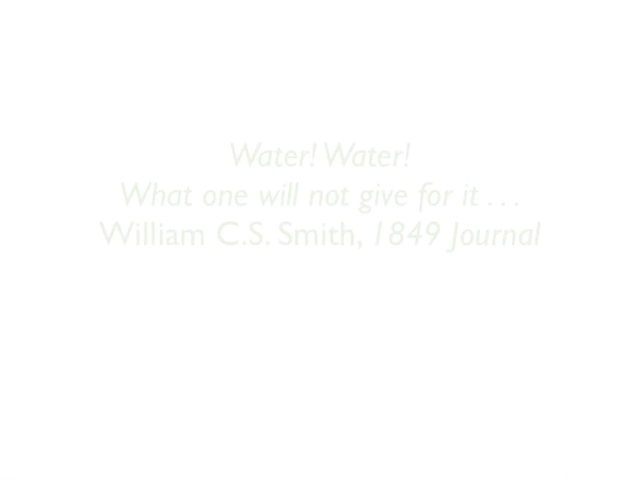 Water! Water!
What one will not give for it . . .
William C.S. Smith, 1849 Journal